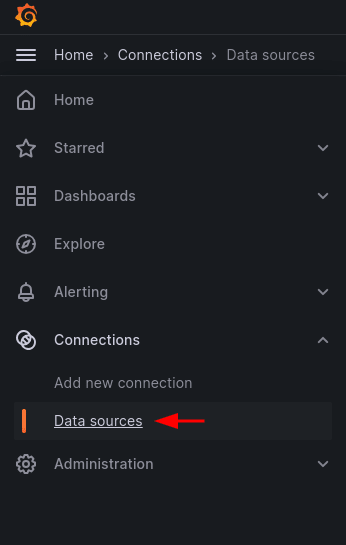 Home › Connections › Data sources
Home
Starred
Dashboards
Explore
Alerting
Connections
Add new connection
Data sources
Administration